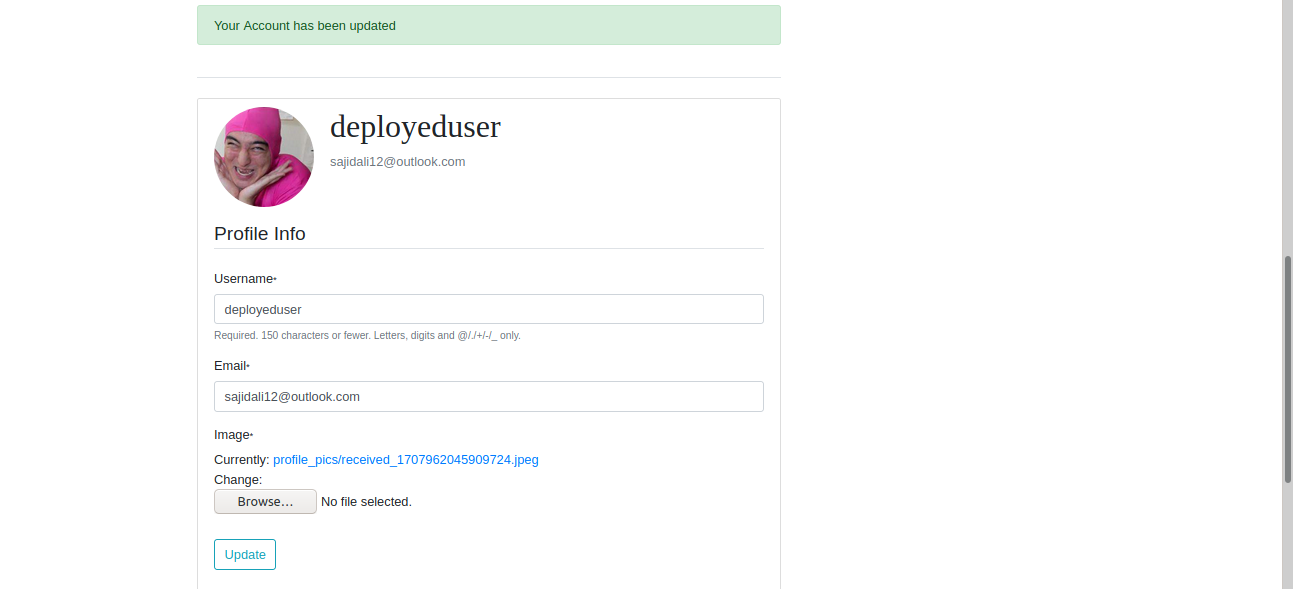 Your Account has been updated
deployeduser
sajidali12@outlook.com
Profile Info
Username*
deployeduser
Required. 150 characters or fewer. Letters, digits and @/./+/-/_ only.
Email*
sajidali12@outlook.com
Image*
Currently: profile_pics/received_1707962045909724.jpeg
Change:
Browse... No file selected.
Update